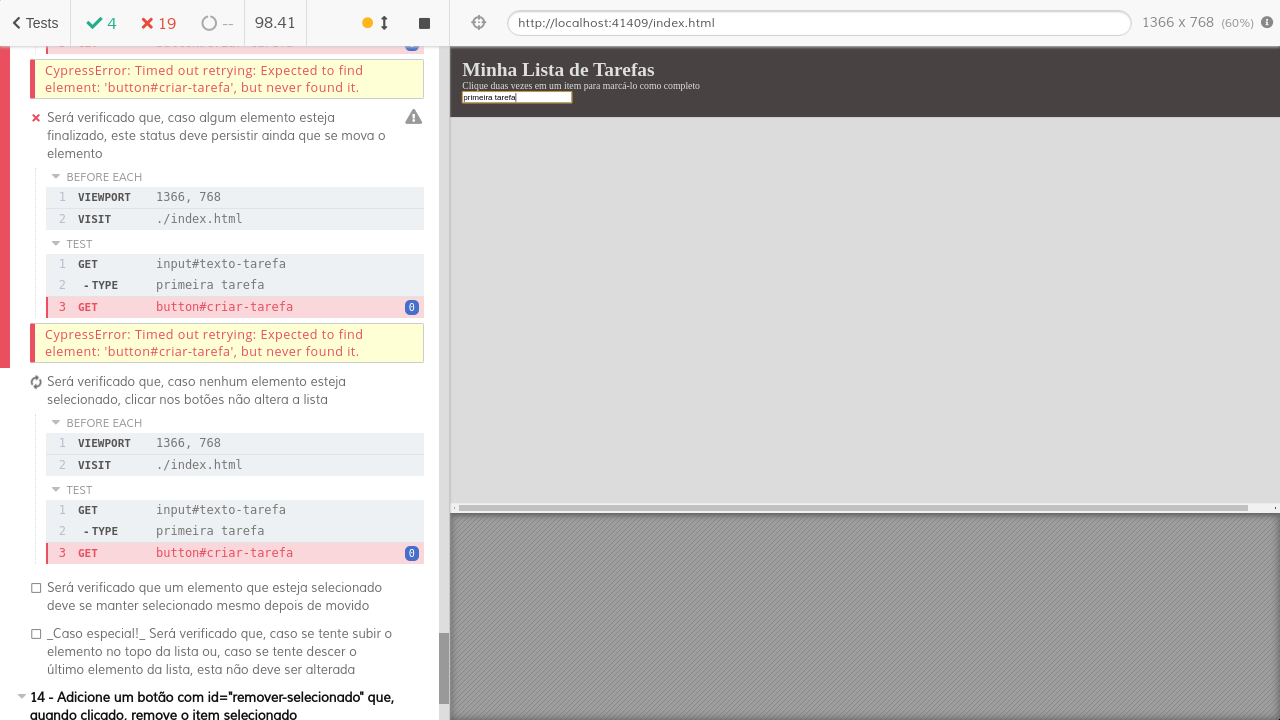 Tests
4
19
--
98.41
http://localhost:41409/index.html
1366 x 768 (60%)
CypressError: Timed out retrying: Expected to find
element: 'button#criar-tarefa', but never found it.
Será verificado que, caso algum elemento esteja
finalizado, este status deve persistir ainda que se mova o
elemento
BEFORE EACH
1 VIEWPORT 1366, 768
2 VISIT ./index.html
TEST
1 GET input#texto-tarefa
2 -TYPE primeira tarefa
3 GET button#criar-tarefa 0
CypressError: Timed out retrying: Expected to find
element: 'button#criar-tarefa', but never found it.
Será verificado que, caso nenhum elemento esteja
selecionado, clicar nos botões não altera a lista
BEFORE EACH
1 VIEWPORT 1366, 768
2 VISIT ./index.html
TEST
1 GET input#texto-tarefa
2 -TYPE primeira tarefa
3 GET button#criar-tarefa 0
Será verificado que um elemento que esteja selecionado
deve se manter selecionado mesmo depois de movido
_Caso especial!_ Será verificado que, caso se tente subir o
elemento no topo da lista ou, caso se tente descer o
último elemento da lista, esta não deve ser alterada
14 - Adicione um botão com id="remover-selecionado" que,
quando clicado, remove o item selecionado
Minha Lista de Tarefas
Clique duas vezes em um item para marcá-lo como completo
primeira tarefa